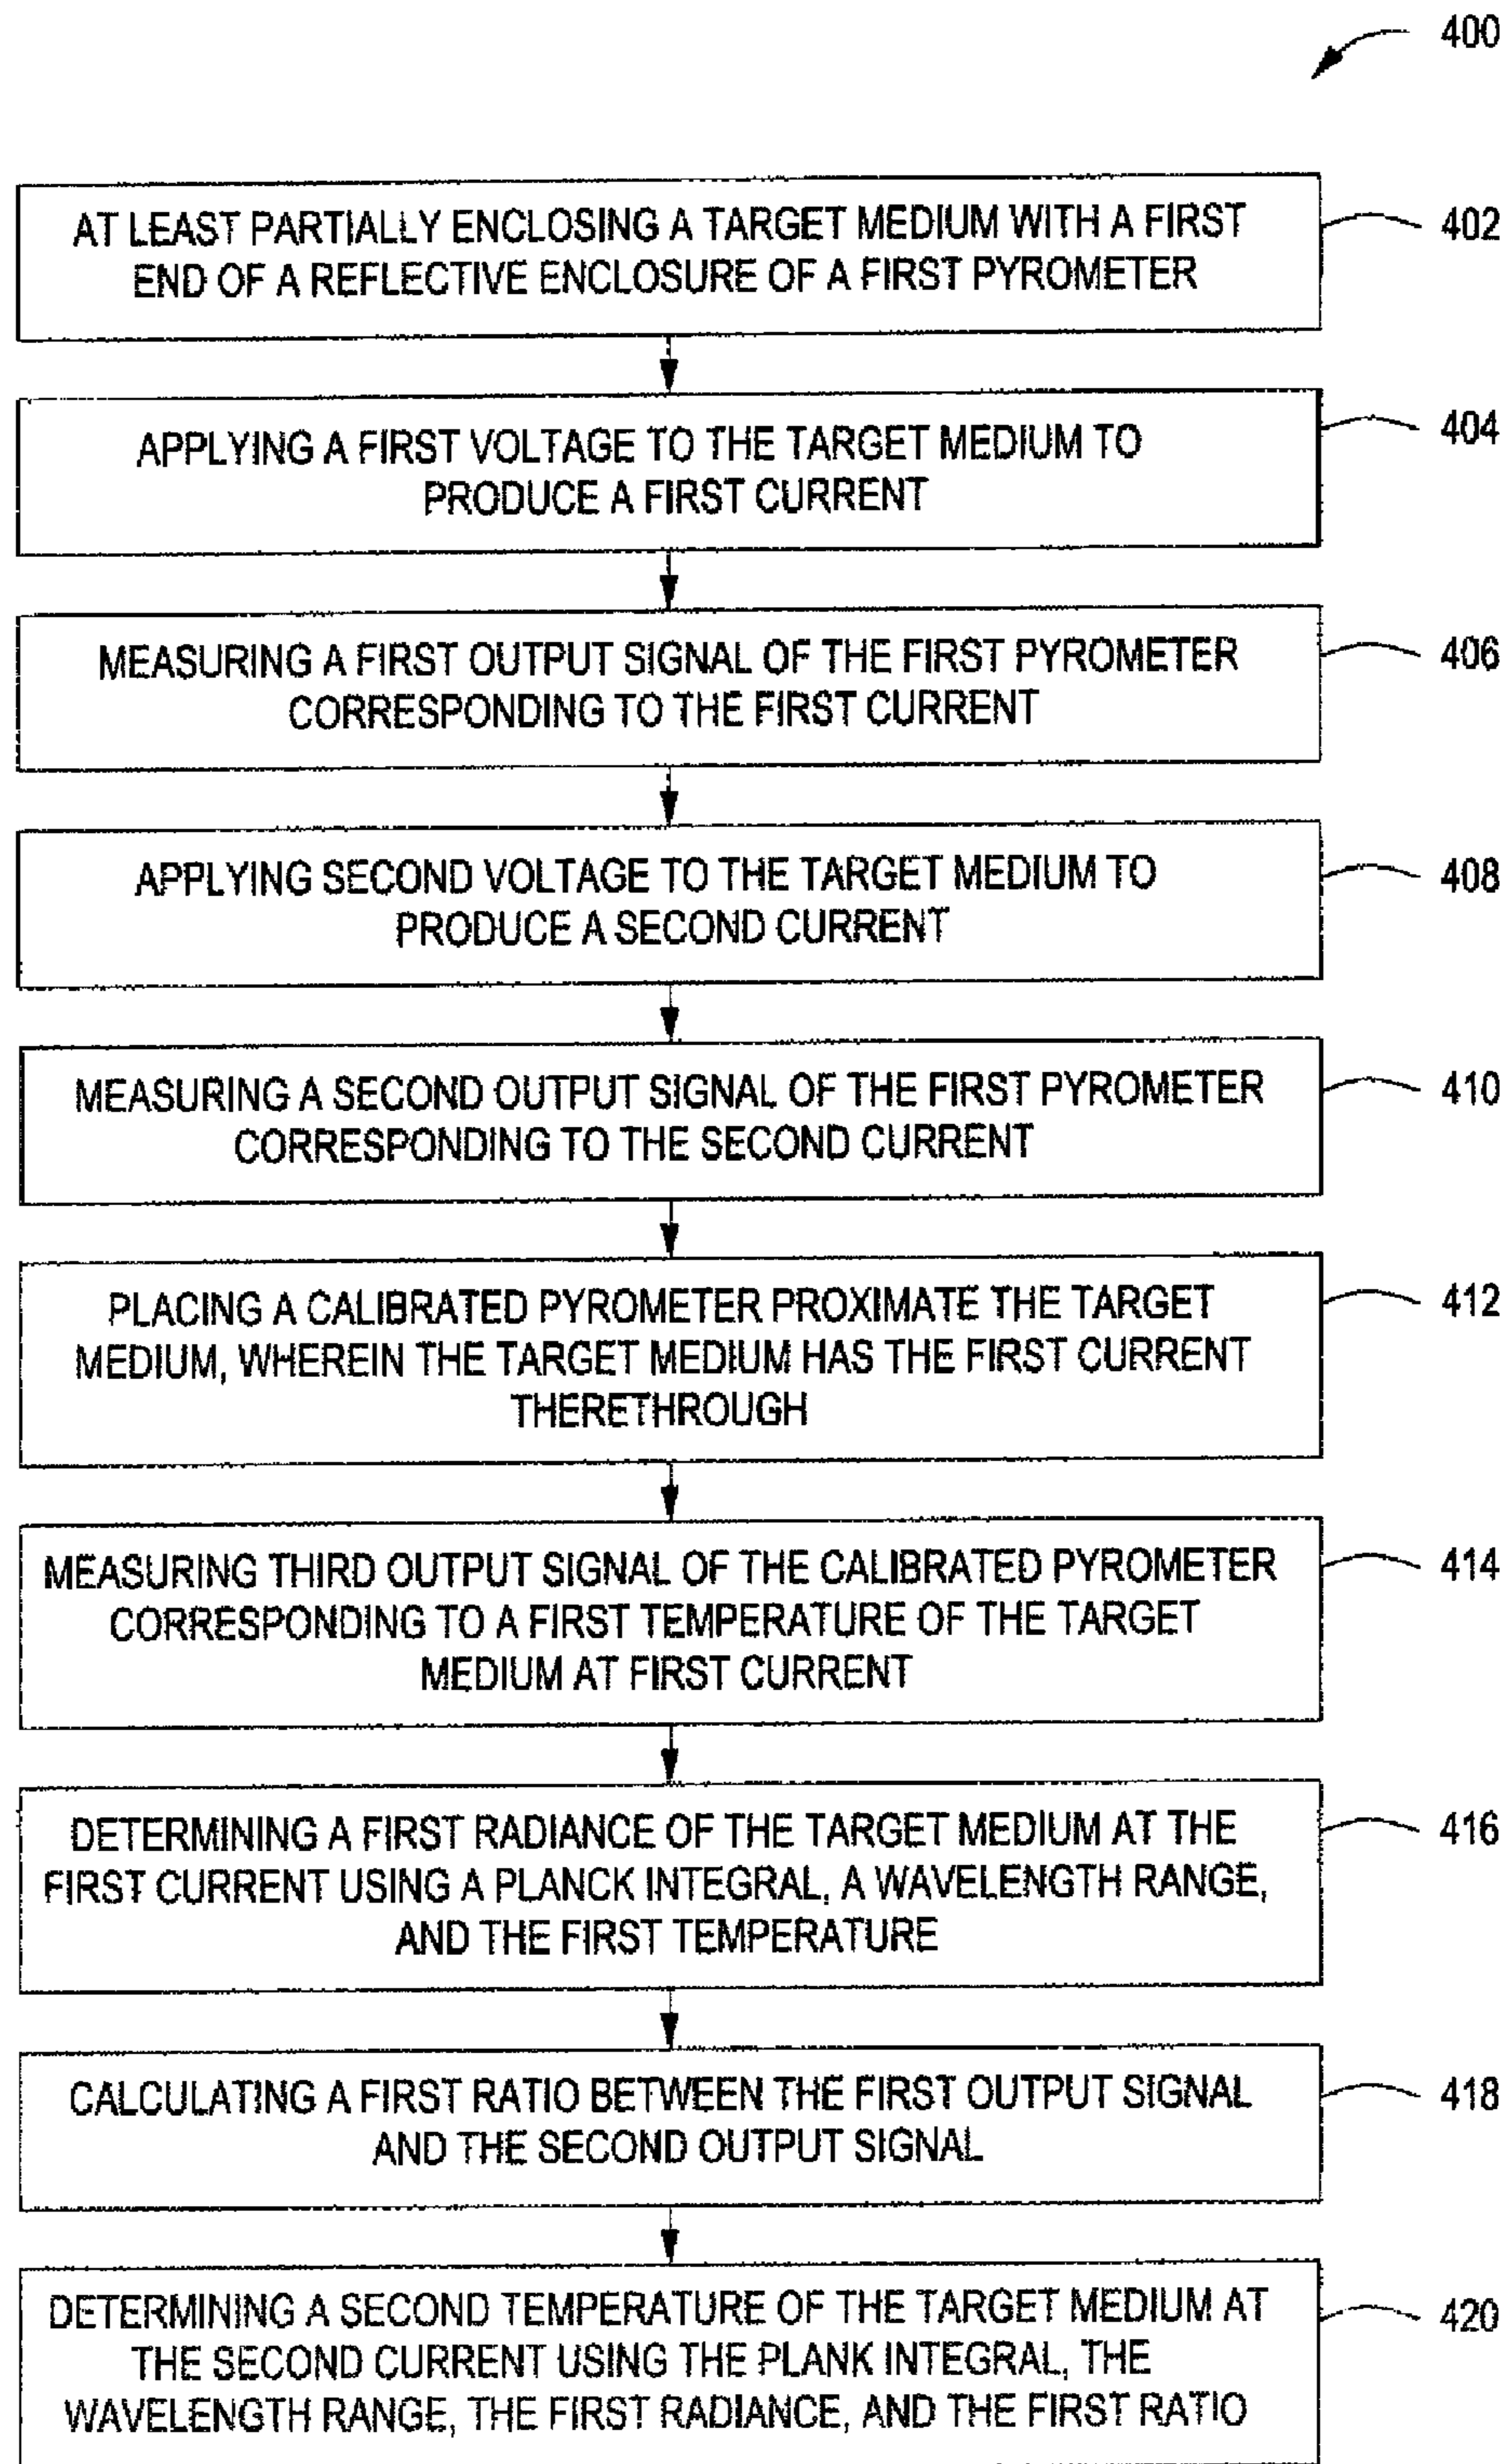 400
AT LEAST PARTIALLY ENCLOSING A TARGET MEDIUM WITH A FIRST
END OF A REFLECTIVE ENCLOSURE OF A FIRST PYROMETER
402
APPLYING A FIRST VOLTAGE TO THE TARGET MEDIUM TO
PRODUCE A FIRST CURRENT
404
MEASURING A FIRST OUTPUT SIGNAL OF THE FIRST PYROMETER
CORRESPONDING TO THE FIRST CURRENT
406
APPLYING SECOND VOLTAGE TO THE TARGET MEDIUM TO
PRODUCE A SECOND CURRENT
408
MEASURING A SECOND OUTPUT SIGNAL OF THE FIRST PYROMETER
CORRESPONDING TO THE SECOND CURRENT
410
PLACING A CALIBRATED PYROMETER PROXIMATE THE TARGET
MEDIUM, WHEREIN THE TARGET MEDIUM HAS THE FIRST CURRENT
THERETHROUGH
412
MEASURING THIRD OUTPUT SIGNAL OF THE CALIBRATED PYROMETER
CORRESPONDING TO A FIRST TEMPERATURE OF THE TARGET
MEDIUM AT FIRST CURRENT
414
DETERMINING A FIRST RADIANCE OF THE TARGET MEDIUM AT THE
FIRST CURRENT USING A PLANCK INTEGRAL, A WAVELENGTH RANGE,
AND THE FIRST TEMPERATURE
416
CALCULATING A FIRST RATIO BETWEEN THE FIRST OUTPUT SIGNAL
AND THE SECOND OUTPUT SIGNAL
418
DETERMINING A SECOND TEMPERATURE OF THE TARGET MEDIUM AT
THE SECOND CURRENT USING THE PLANK INTEGRAL, THE
WAVELENGTH RANGE, THE FIRST RADIANCE, AND THE FIRST RATIO
420